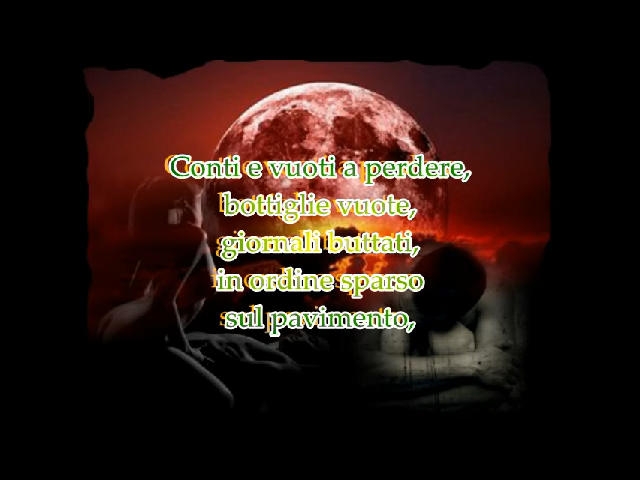 Conti e vuoti a perdere,
bottiglie vuote,
giornali buttati,
in ordine sparso
sul pavimento,